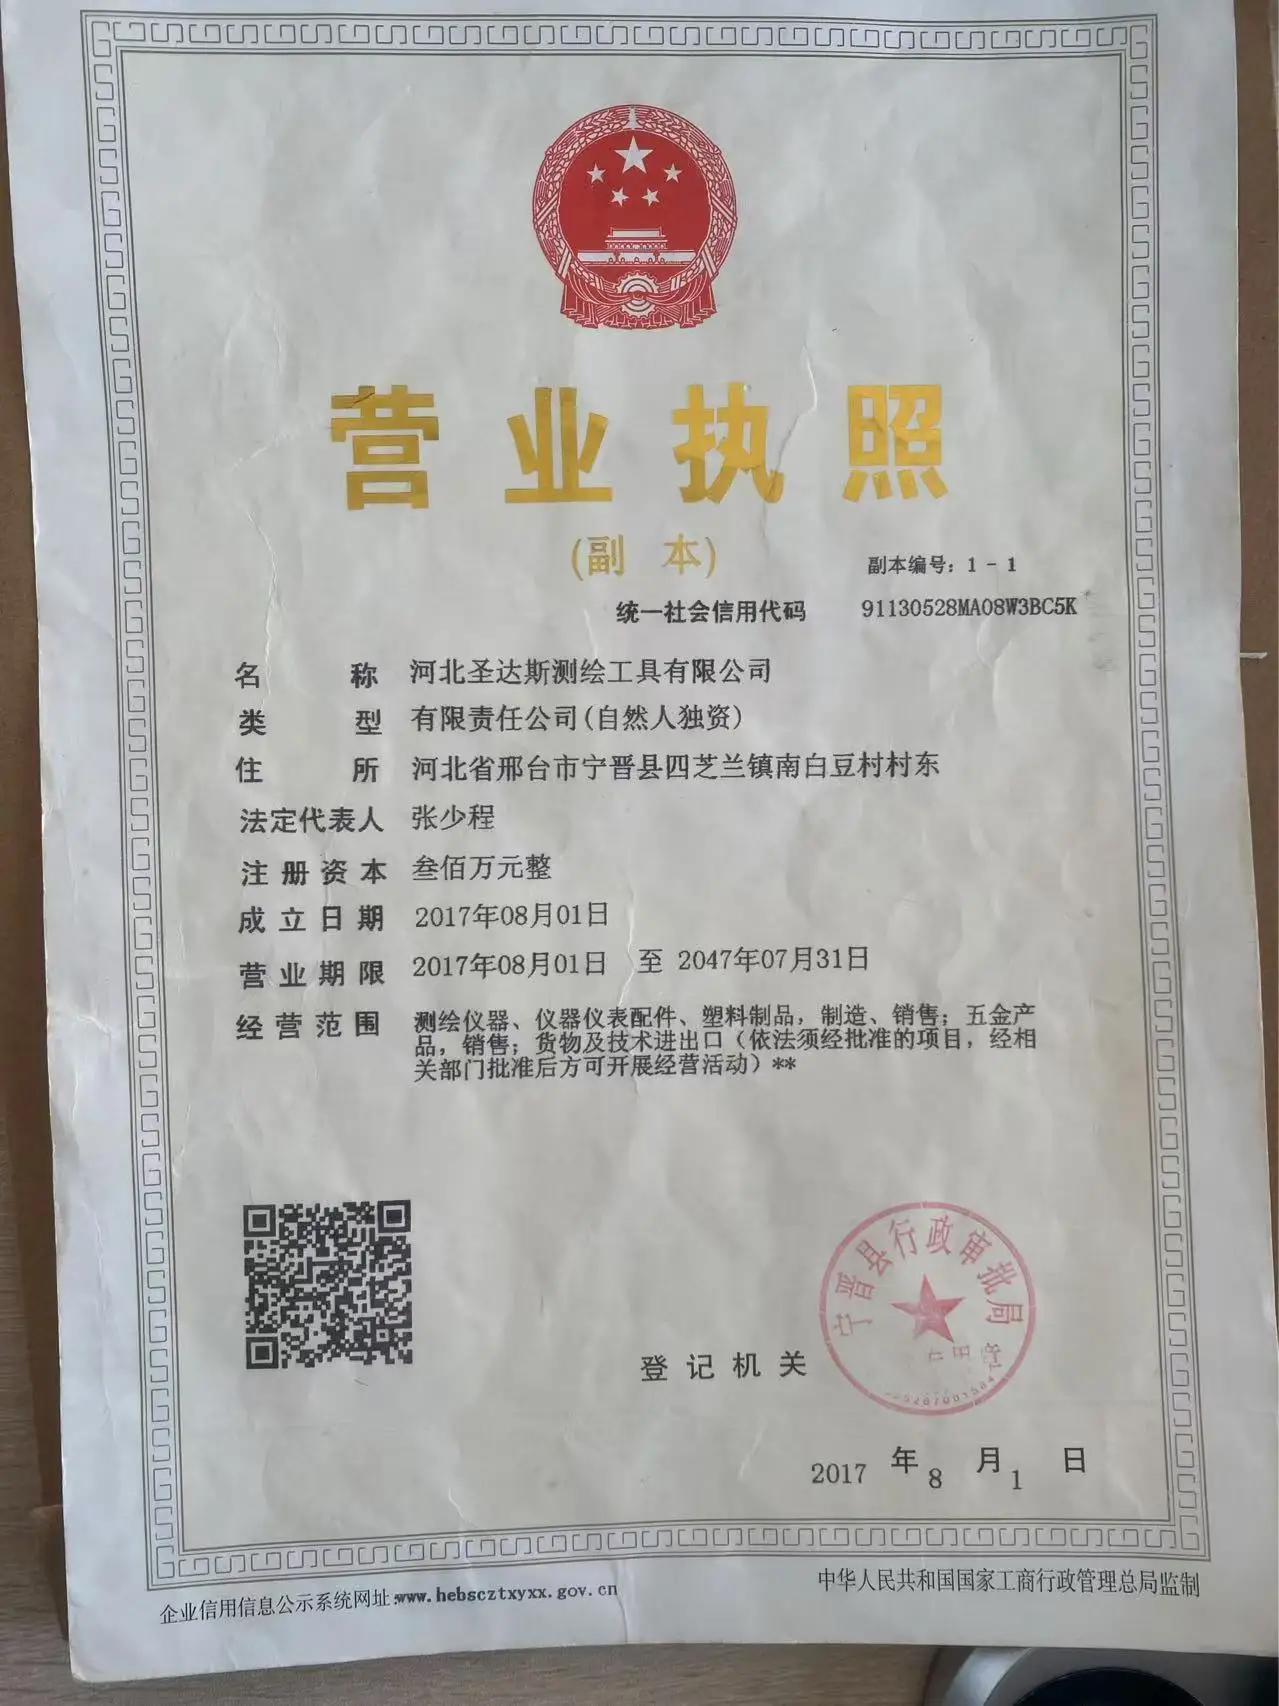 营业执照
(副 本)
副本编号：1-1
统一社会信用代码 91130528MA08W3BC5K
名称 河北圣达斯测绘工具有限公司
类型 有限责任公司(自然人独资)
住所 河北省邢台市宁晋县四芝兰镇南白豆村村东
法定代表人 张少程
注册资本 叁佰万元整
成立日期 2017年08月01日
营业期限 2017年08月01日 至 2047年07月31日
经营范围 测绘仪器、仪器仪表配件、塑料制品，制造、销售；五金产
品，销售；货物及技术进出口（依法须经批准的项目，经相
关部门批准后方可开展经营活动）**
宁晋县行政审批局
登记机关
2017 年 8 月 1 日
企业信用信息公示系统网址:www.hebscztxyxx.gov.cn
中华人民共和国国家工商行政管理总局监制